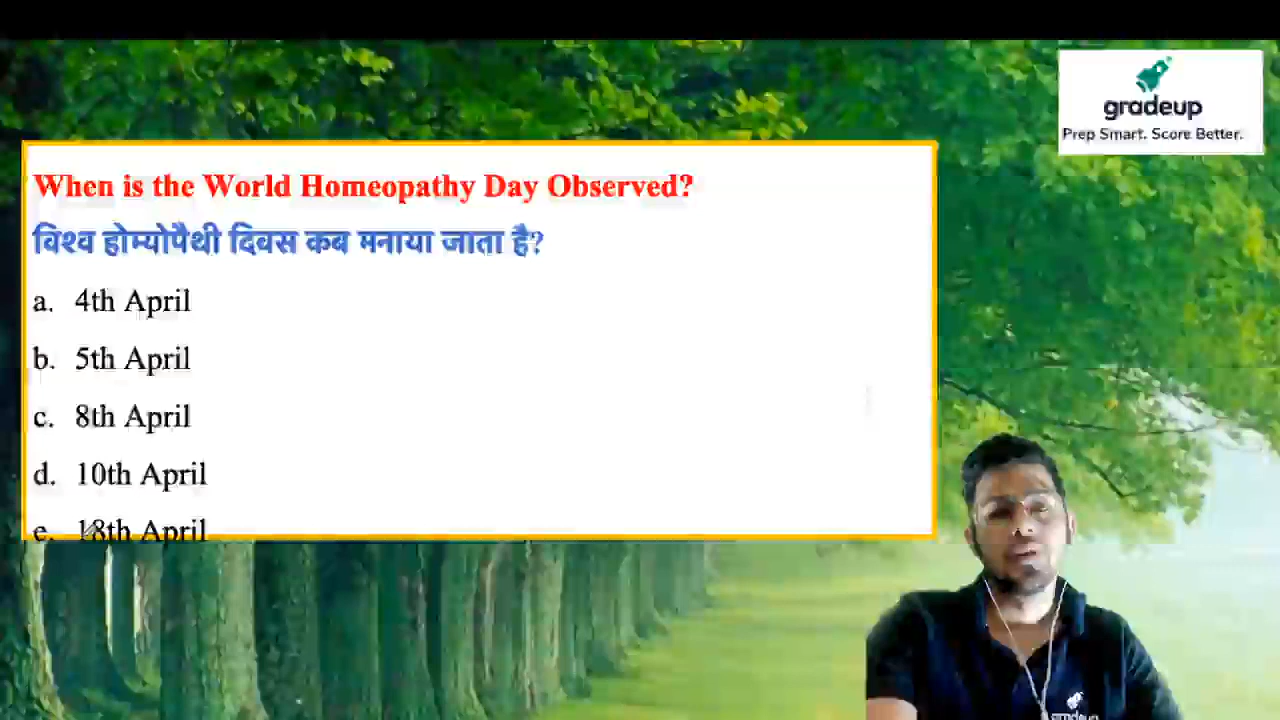 gradeup
Prep Smart. Score Better.
When is the World Homeopathy Day Observed?
विश्व होम्योपैथी दिवस कब मनाया जाता है?
a. 4th April
b. 5th April
c. 8th April
d. 10th April
e. 18th April
gradeup